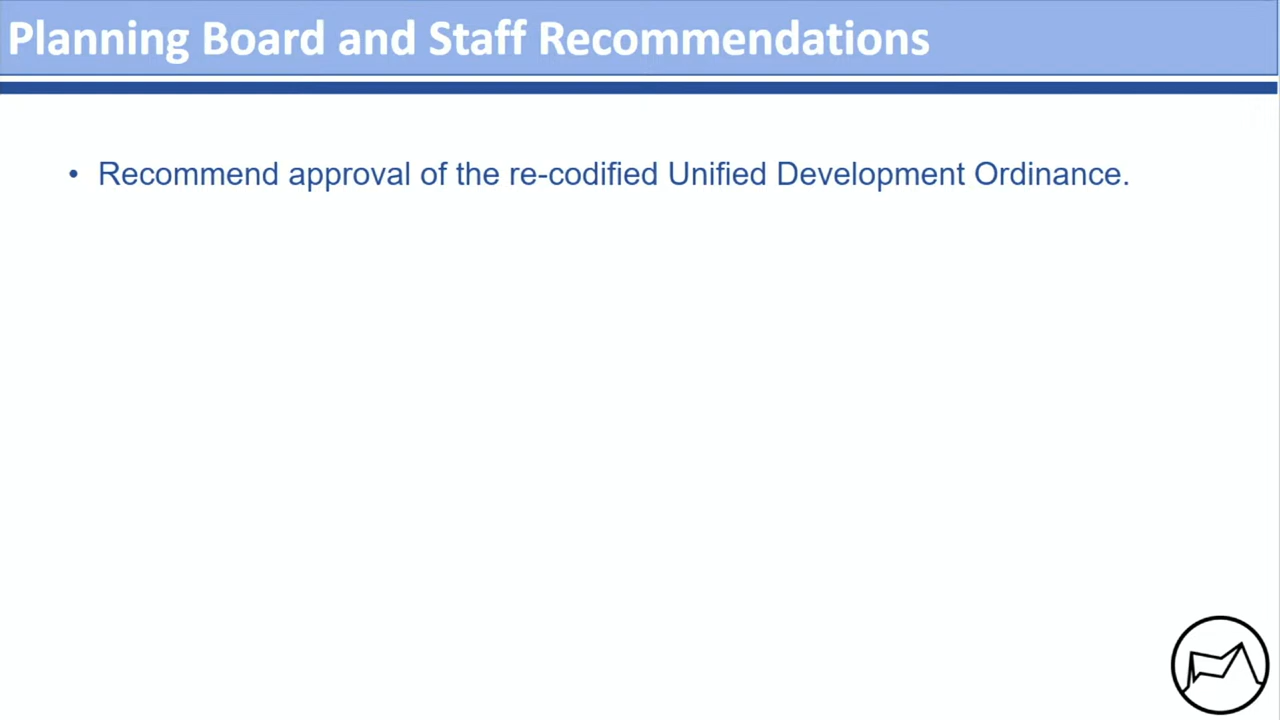 Planning Board and Staff Recommendations
• Recommend approval of the re-codified Unified Development Ordinance.